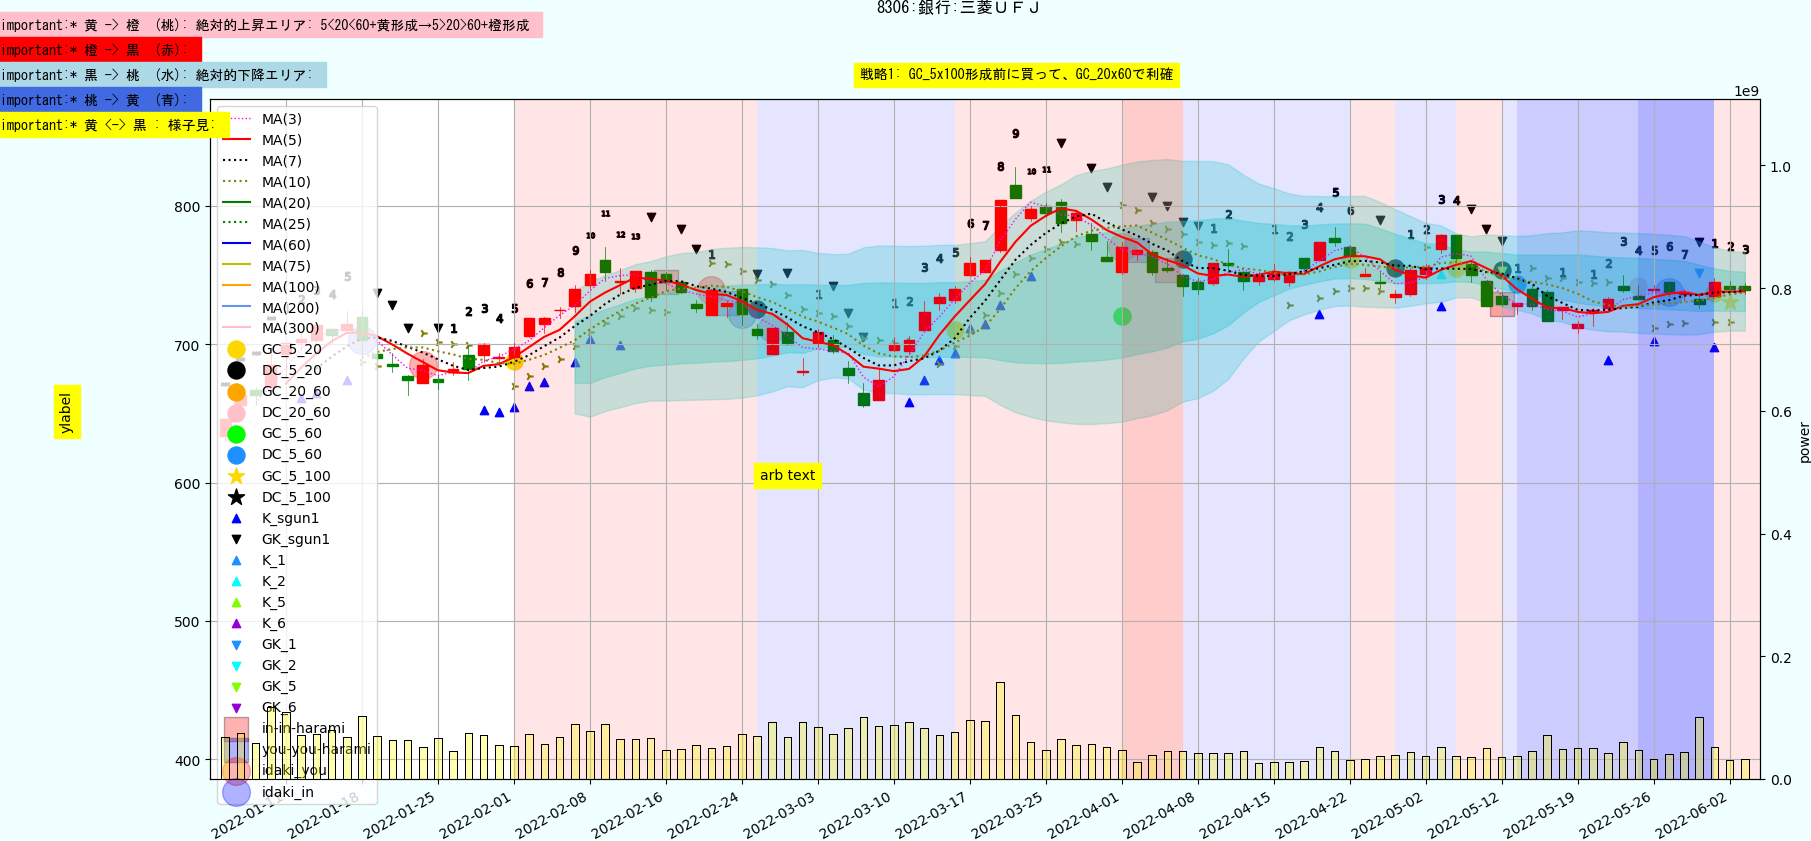 8306:銀行:三菱ＵＦＪ
important:* 黄 -> 橙 (桃): 絶対的上昇エリア: 5<20<60+黄形成→5>20>60+橙形成
important:* 橙 -> 黒 (赤):
important:* 黒 -> 桃 (水): 絶対的下降エリア:
important:* 桃 -> 黄 (青):
important:* 黄 <-> 黒 : 様子見:
戦略1: GC_5x100形成前に買って、GC_20x60で利確
1e9
MA(3)
MA(5)
MA(7)
MA(10)
MA(20)
MA(25)
MA(60)
MA(75)
MA(100)
MA(200)
MA(300)
GC_5_20
DC_5_20
GC_20_60
DC_20_60
GC_5_60
DC_5_60
GC_5_100
DC_5_100
K_sgun1
GK_sgun1
K_1
K_2
K_5
K_6
GK_1
GK_2
GK_5
GK_6
in-in-harami
you-you-harami
idaki_you
idaki_in
800
700
600
500
400
ylabel
arb text
1.0
0.8
0.6
0.4
0.2
0.0
power
2022-01-11
2022-01-18
2022-01-25
2022-02-01
2022-02-08
2022-02-16
2022-02-24
2022-03-03
2022-03-10
2022-03-17
2022-03-25
2022-04-01
2022-04-08
2022-04-15
2022-04-22
2022-05-02
2022-05-12
2022-05-19
2022-05-26
2022-06-02